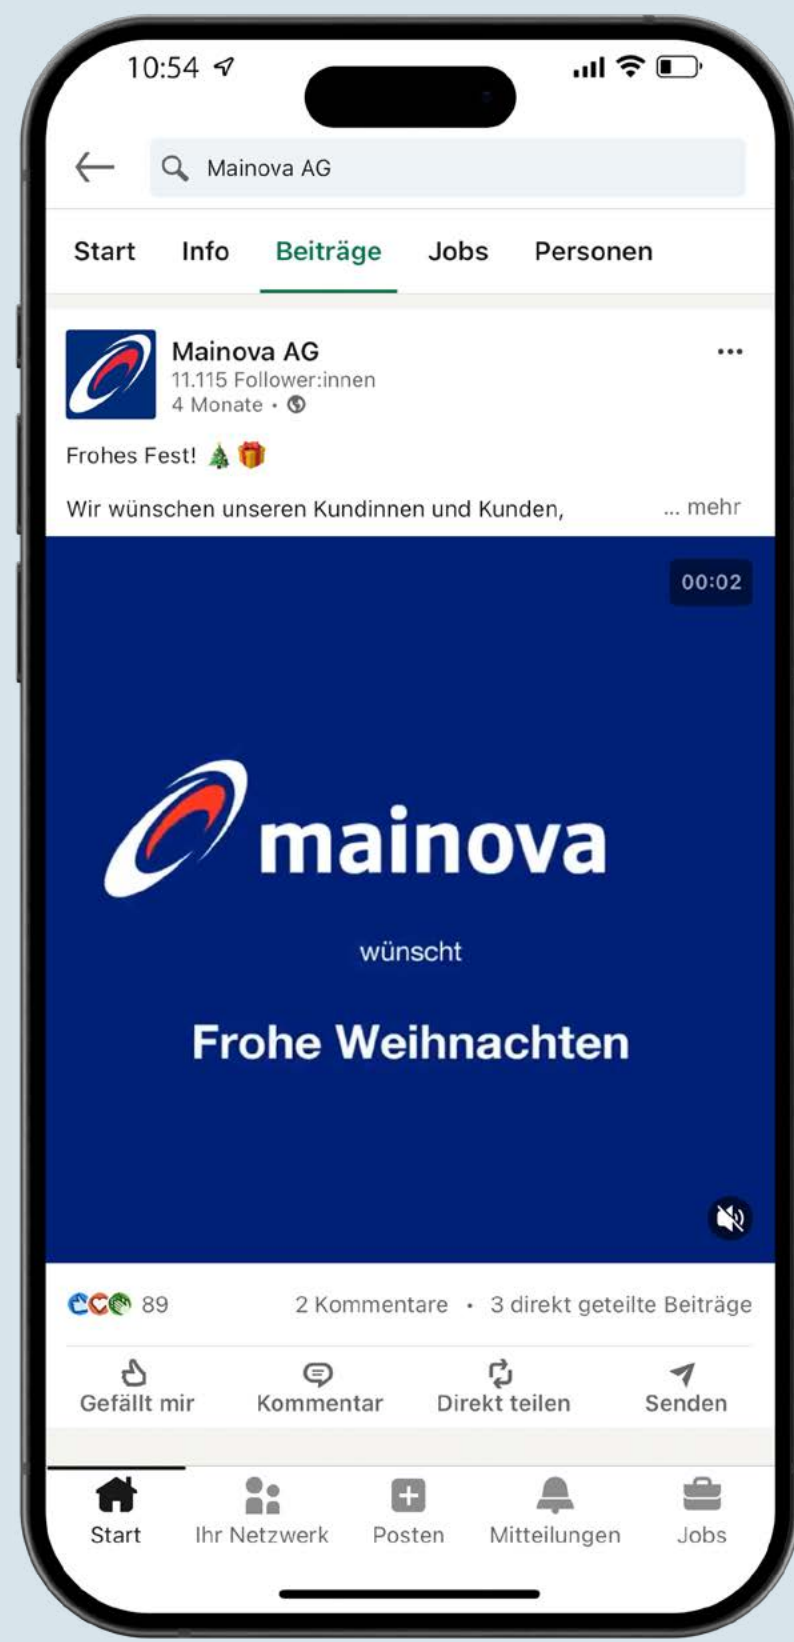 10:54
Mainova AG
Start Info Beiträge Jobs Personen
Mainova AG
11.115 Follower:innen
4 Monate •
Frohes Fest! 🎄🎁
Wir wünschen unseren Kundinnen und Kunden, ... mehr
00:02
mainova
wünscht
Frohe Weihnachten
89 2 Kommentare • 3 direkt geteilte Beiträge
Gefällt mir Kommentar Direkt teilen Senden
Start Ihr Netzwerk Posten Mitteilungen Jobs